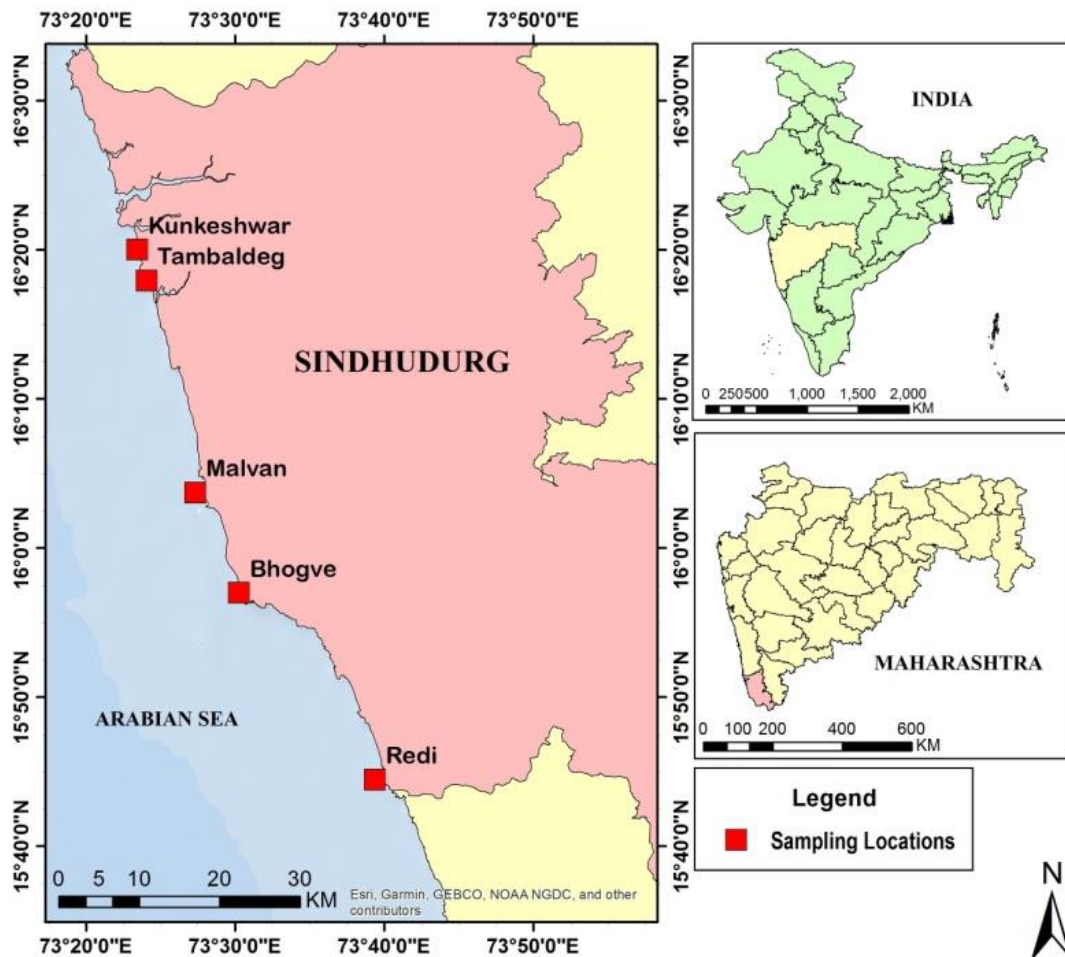 73°20'0"E 73°30'0"E 73°40'0"E 73°50'0"E
16°30'0"N
16°20'0"N
16°10'0"N
16°0'0"N
15°50'0"N
15°40'0"N
Kunkeshwar
Tambaldeg
SINDHUDURG
Malvan
Bhogve
ARABIAN SEA
Redi
0 5 10 20 30
KM
Esri, Garmin, GEBCO, NOAA NGDC, and other
contributors
73°20'0"E 73°30'0"E 73°40'0"E 73°50'0"E
16°30'0"N
16°20'0"N
16°10'0"N
16°0'0"N
15°50'0"N
15°40'0"N
INDIA
0 250500 1,000 1,500 2,000
KM
MAHARASHTRA
0 100 200 400 600
KM
Legend
Sampling Locations
N